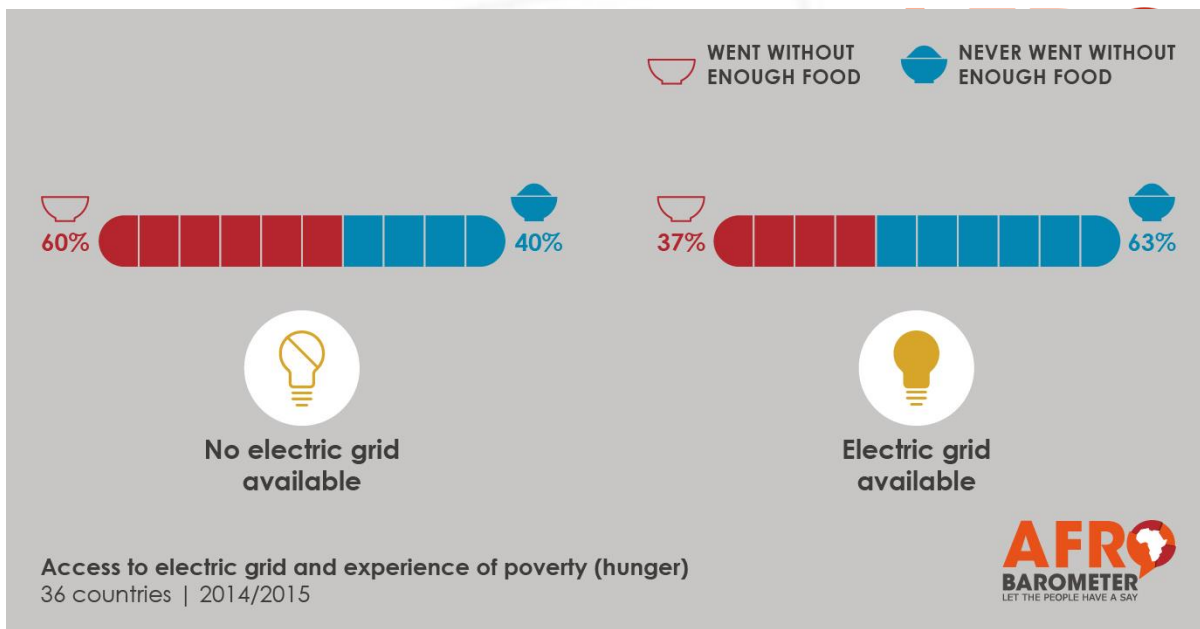 WENT WITHOUT
ENOUGH FOOD
NEVER WENT WITHOUT
ENOUGH FOOD
60%
40%
37%
63%
No electric grid
available
Electric grid
available
Access to electric grid and experience of poverty (hunger)
36 countries | 2014/2015
AFRO
BAROMETER
LET THE PEOPLE HAVE A SAY